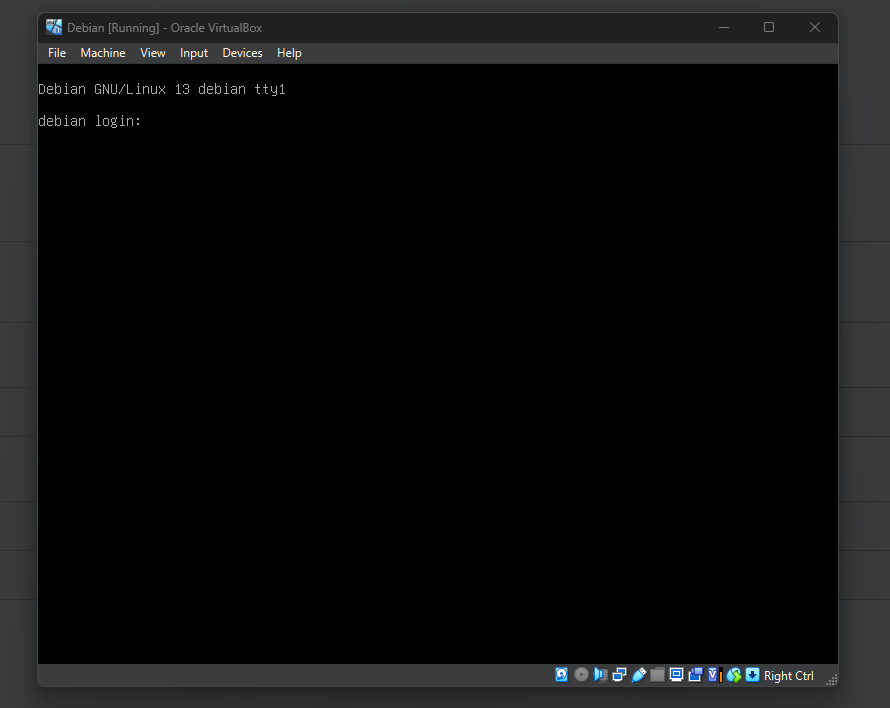 Debian [Running] - Oracle VirtualBox
File Machine View Input Devices Help
Debian GNU/Linux 13 debian tty1
debian login:
Right Ctrl